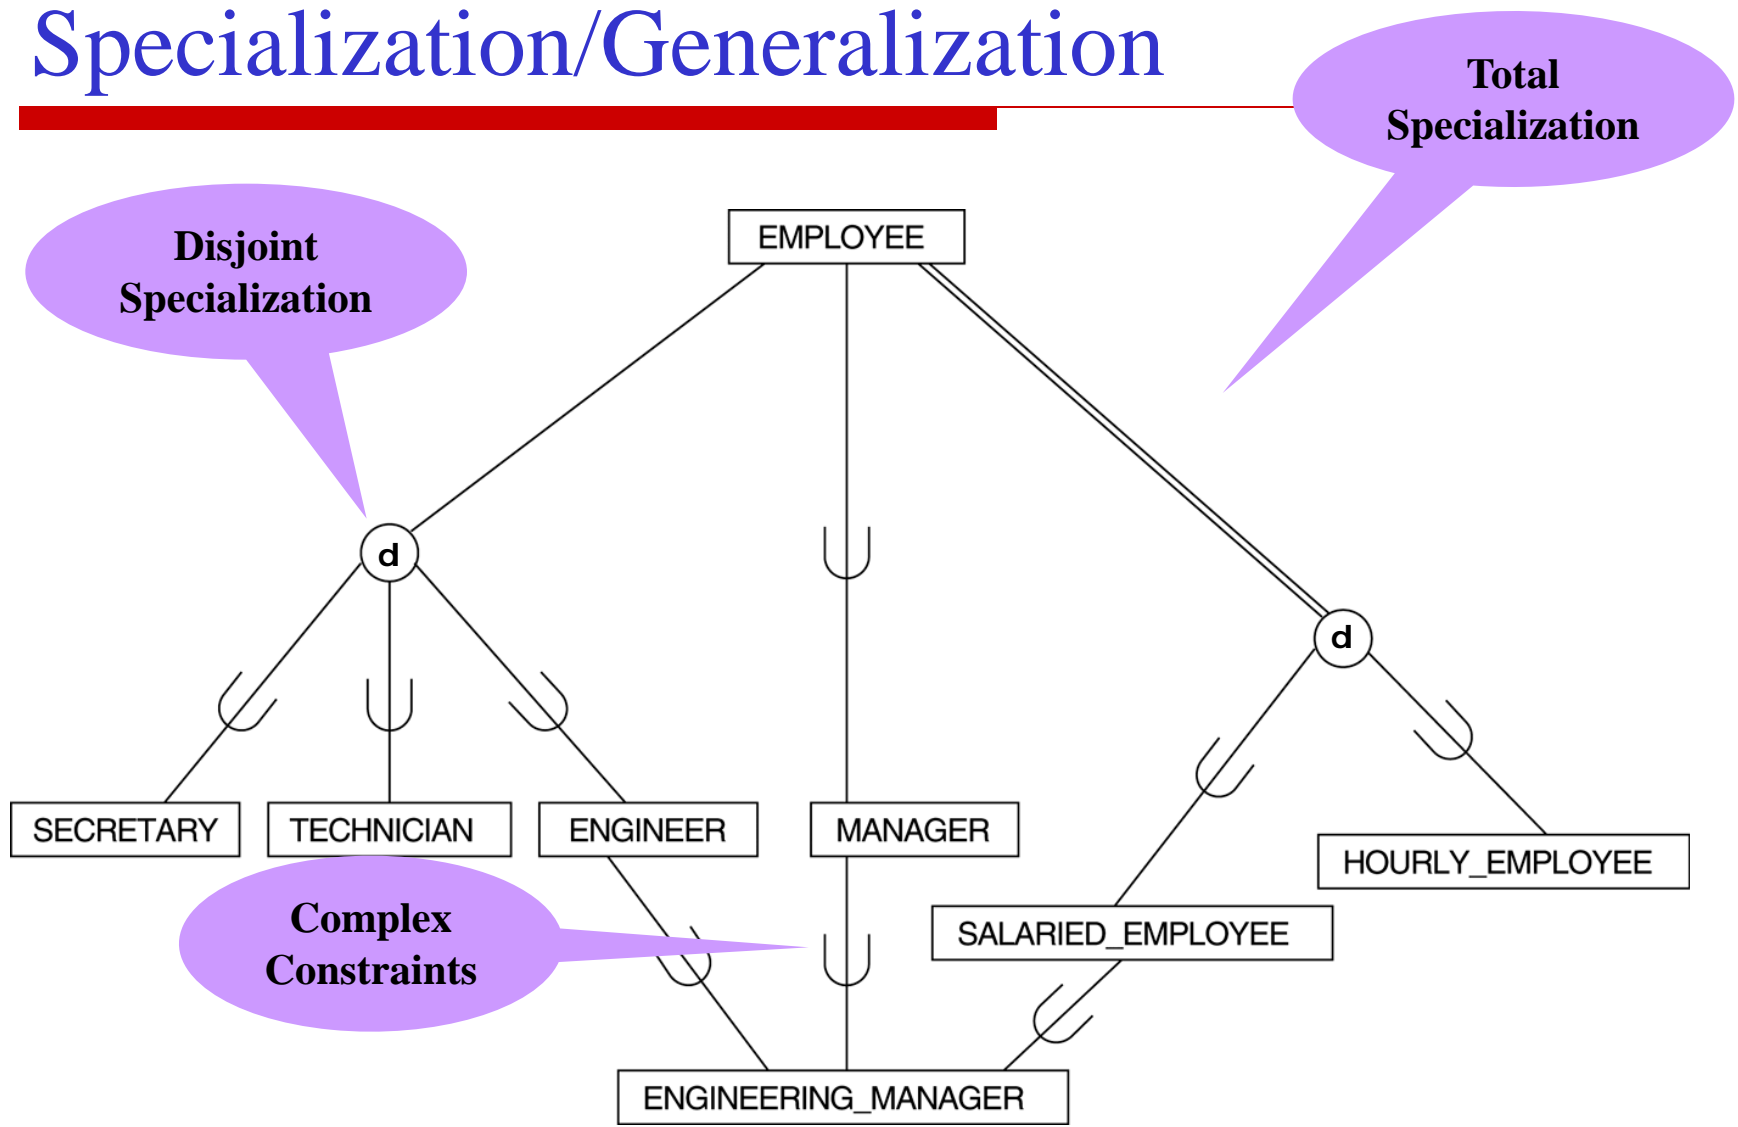 Specialization/Generalization
Total
Specialization
Disjoint
Specialization
EMPLOYEE
d
d
SECRETARY
TECHNICIAN
ENGINEER
MANAGER
HOURLY_EMPLOYEE
Complex
Constraints
SALARIED_EMPLOYEE
ENGINEERING_MANAGER